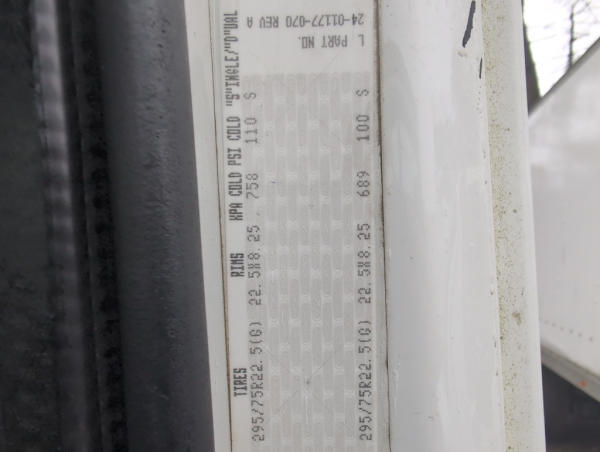 TIRES RIMS KPA COLD PSI COLD "S"INGLE/"D"UAL
295/75R22.5(G) 22.5X8.25 758 110 S
295/75R22.5(G) 22.5X8.25 689 100 S
24-01177-070 REV A
L PART NO.